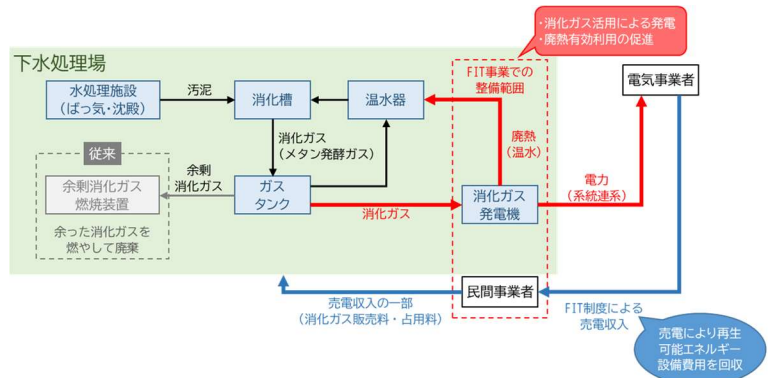 ・消化ガス活用による発電
・廃熱有効利用の促進
下水処理場
水処理施設
（ばっ気・沈殿）
汚泥
消化槽
温水器
FIT事業での
整備範囲
電気事業者
消化ガス
（メタン発酵ガス）
廃熱
（温水）
従来
余剰消化ガス
燃焼装置
余った消化ガスを
燃やして廃棄
余剰
消化ガス
ガス
タンク
消化ガス
消化ガス
発電機
電力
（系統連系）
民間事業者
売電収入の一部
（消化ガス販売料・占用料）
FIT制度による
売電収入
売電により再生
可能エネルギー
設備費用を回収